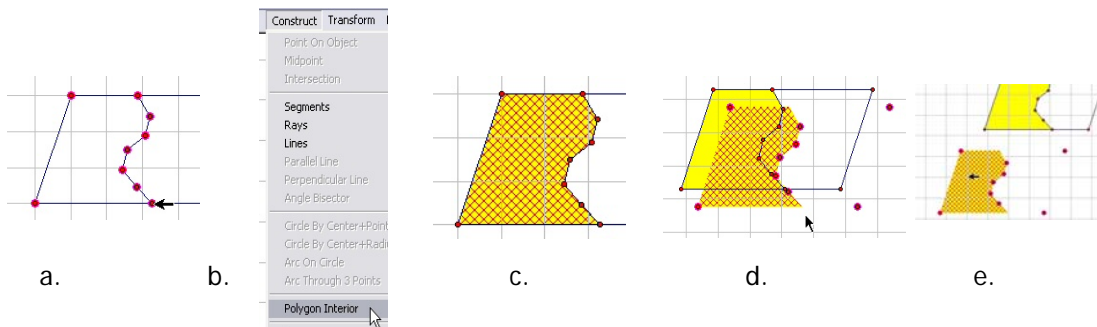 Construct Transform
Point On Object
Midpoint
Intersection
Segments
Rays
Lines
Parallel Line
Perpendicular Line
Angle Bisector
Circle By Center+Point
Circle By Center+Radi
Arc On Circle
Arc Through 3 Points
Polygon Interior
a. b. c. d. e.